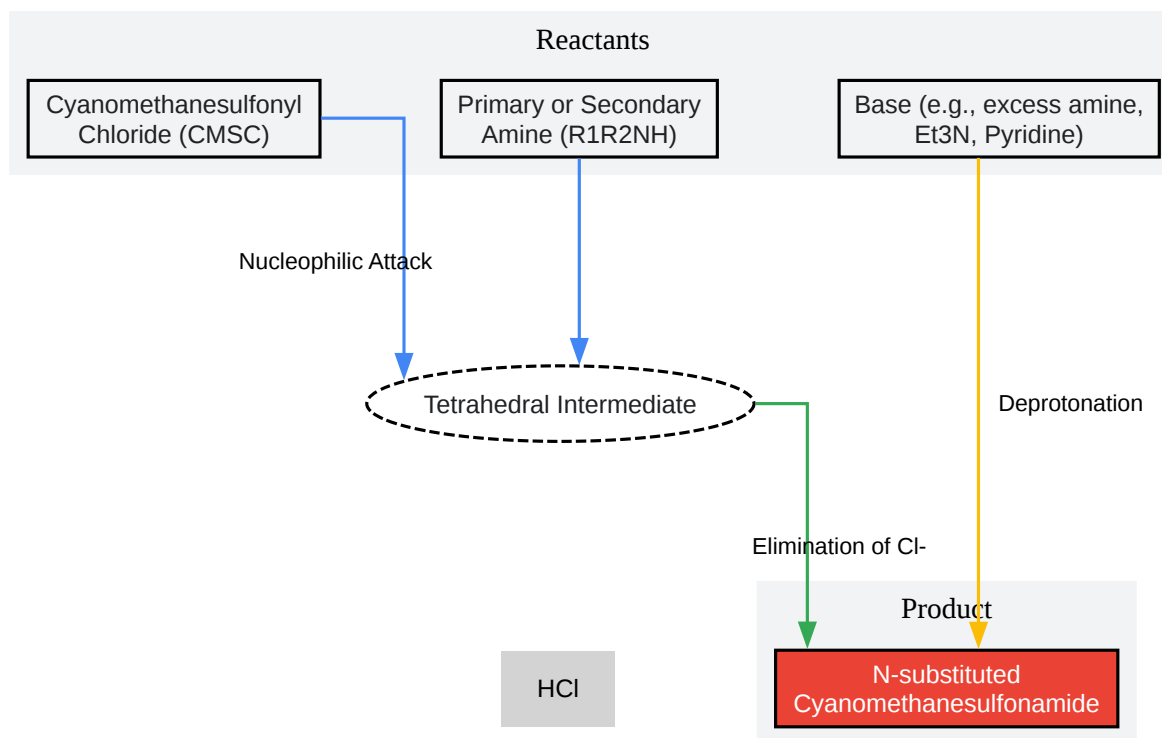 Reactants
Cyanomethanesulfonyl
Chloride (CMSC)
Primary or Secondary
Amine (R1R2NH)
Base (e.g., excess amine,
Et3N, Pyridine)
Nucleophilic Attack
Tetrahedral Intermediate
Deprotonation
Elimination of Cl-
Product
HCl
N-substituted
Cyanomethanesulfonamide